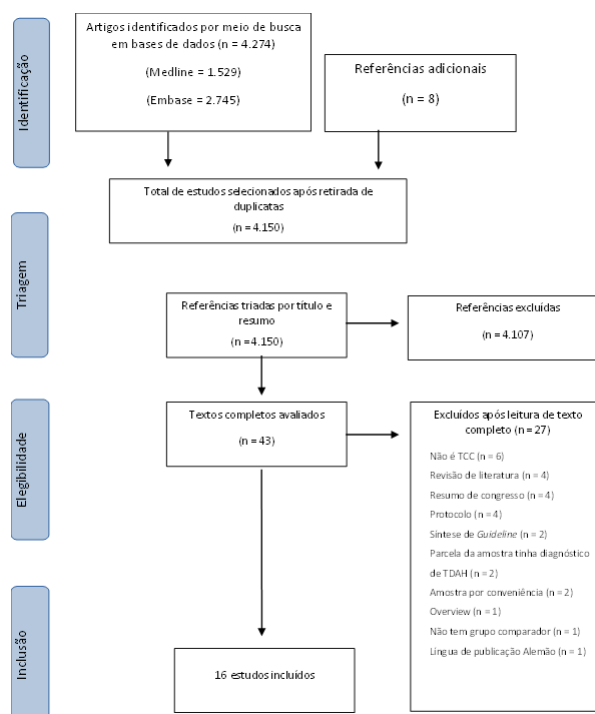 Identificação
Artigos identificados por meio de busca
em bases de dados (n = 4.274)
(Medline = 1.529)
(Embase = 2.745)
Referências adicionais
(n = 8)
Total de estudos selecionados após retirada de
duplicatas
(n = 4.150)
Triagem
Referências triadas por título e
resumo
(n =4.150)
Referências excluídas
(n = 4.107)
Elegibilidade
Textos completos avaliados
(n = 43)
Excluídos após leitura de texto
completo (n = 27)
Não é TCC (n = 6)
Revisão de literatura (n = 4)
Resumo de congresso (n = 4)
Protocolo (n = 4)
Síntese de Guideline (n = 2)
Parcela da amostra tinha diagnóstico
de TDAH (n = 2)
Amostra por conveniência (n = 2)
Overview (n = 1)
Não tem grupo comparador (n = 1)
Língua de publicação Alemão (n = 1)
Inclusão
16 estudos incluídos